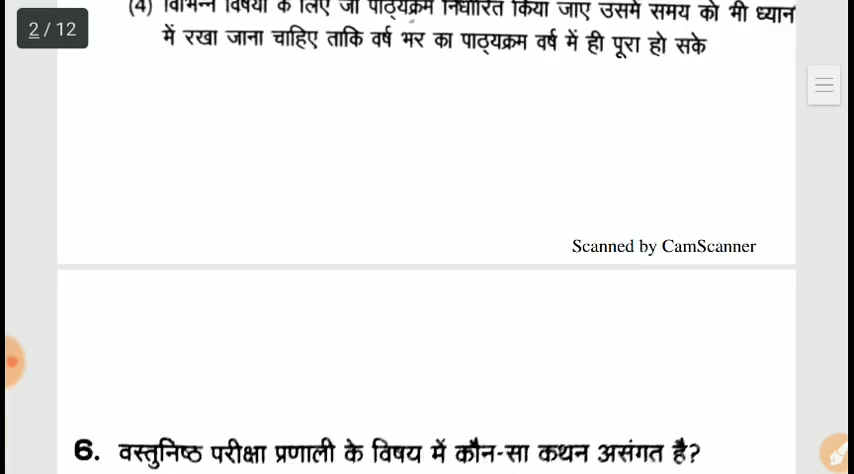 (4) विभिन्न विषयों के लिए जो पाठ्यक्रम निर्धारित किया जाए उसमें समय को भी ध्यान
2 / 12
में रखा जाना चाहिए ताकि वर्ष भर का पाठ्यक्रम वर्ष में ही पूरा हो सके
Scanned by CamScanner
6. वस्तुनिष्ठ परीक्षा प्रणाली के विषय में कौन-सा कथन असंगत है?